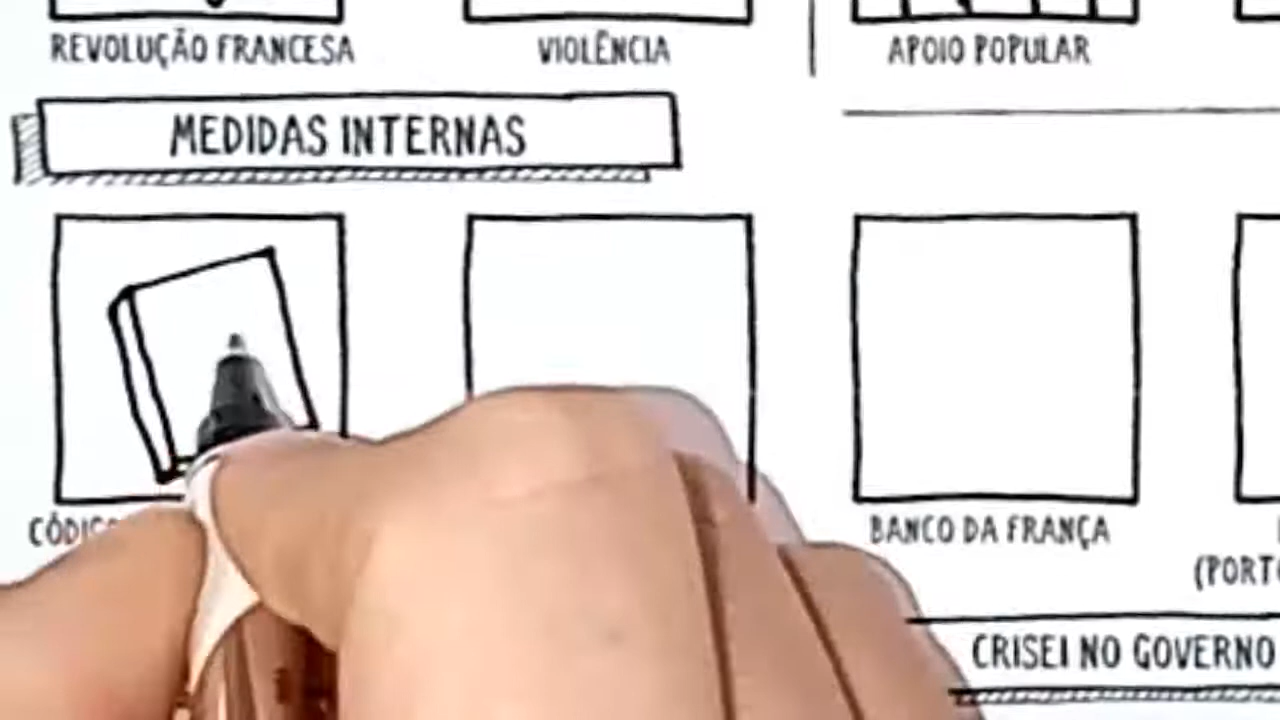 REVOLUÇÃO FRANCESA
VIOLÊNCIA
APOIO POPULAR
MEDIDAS INTERNAS
BANCO DA FRANÇA
CRISEI NO GOVERNO